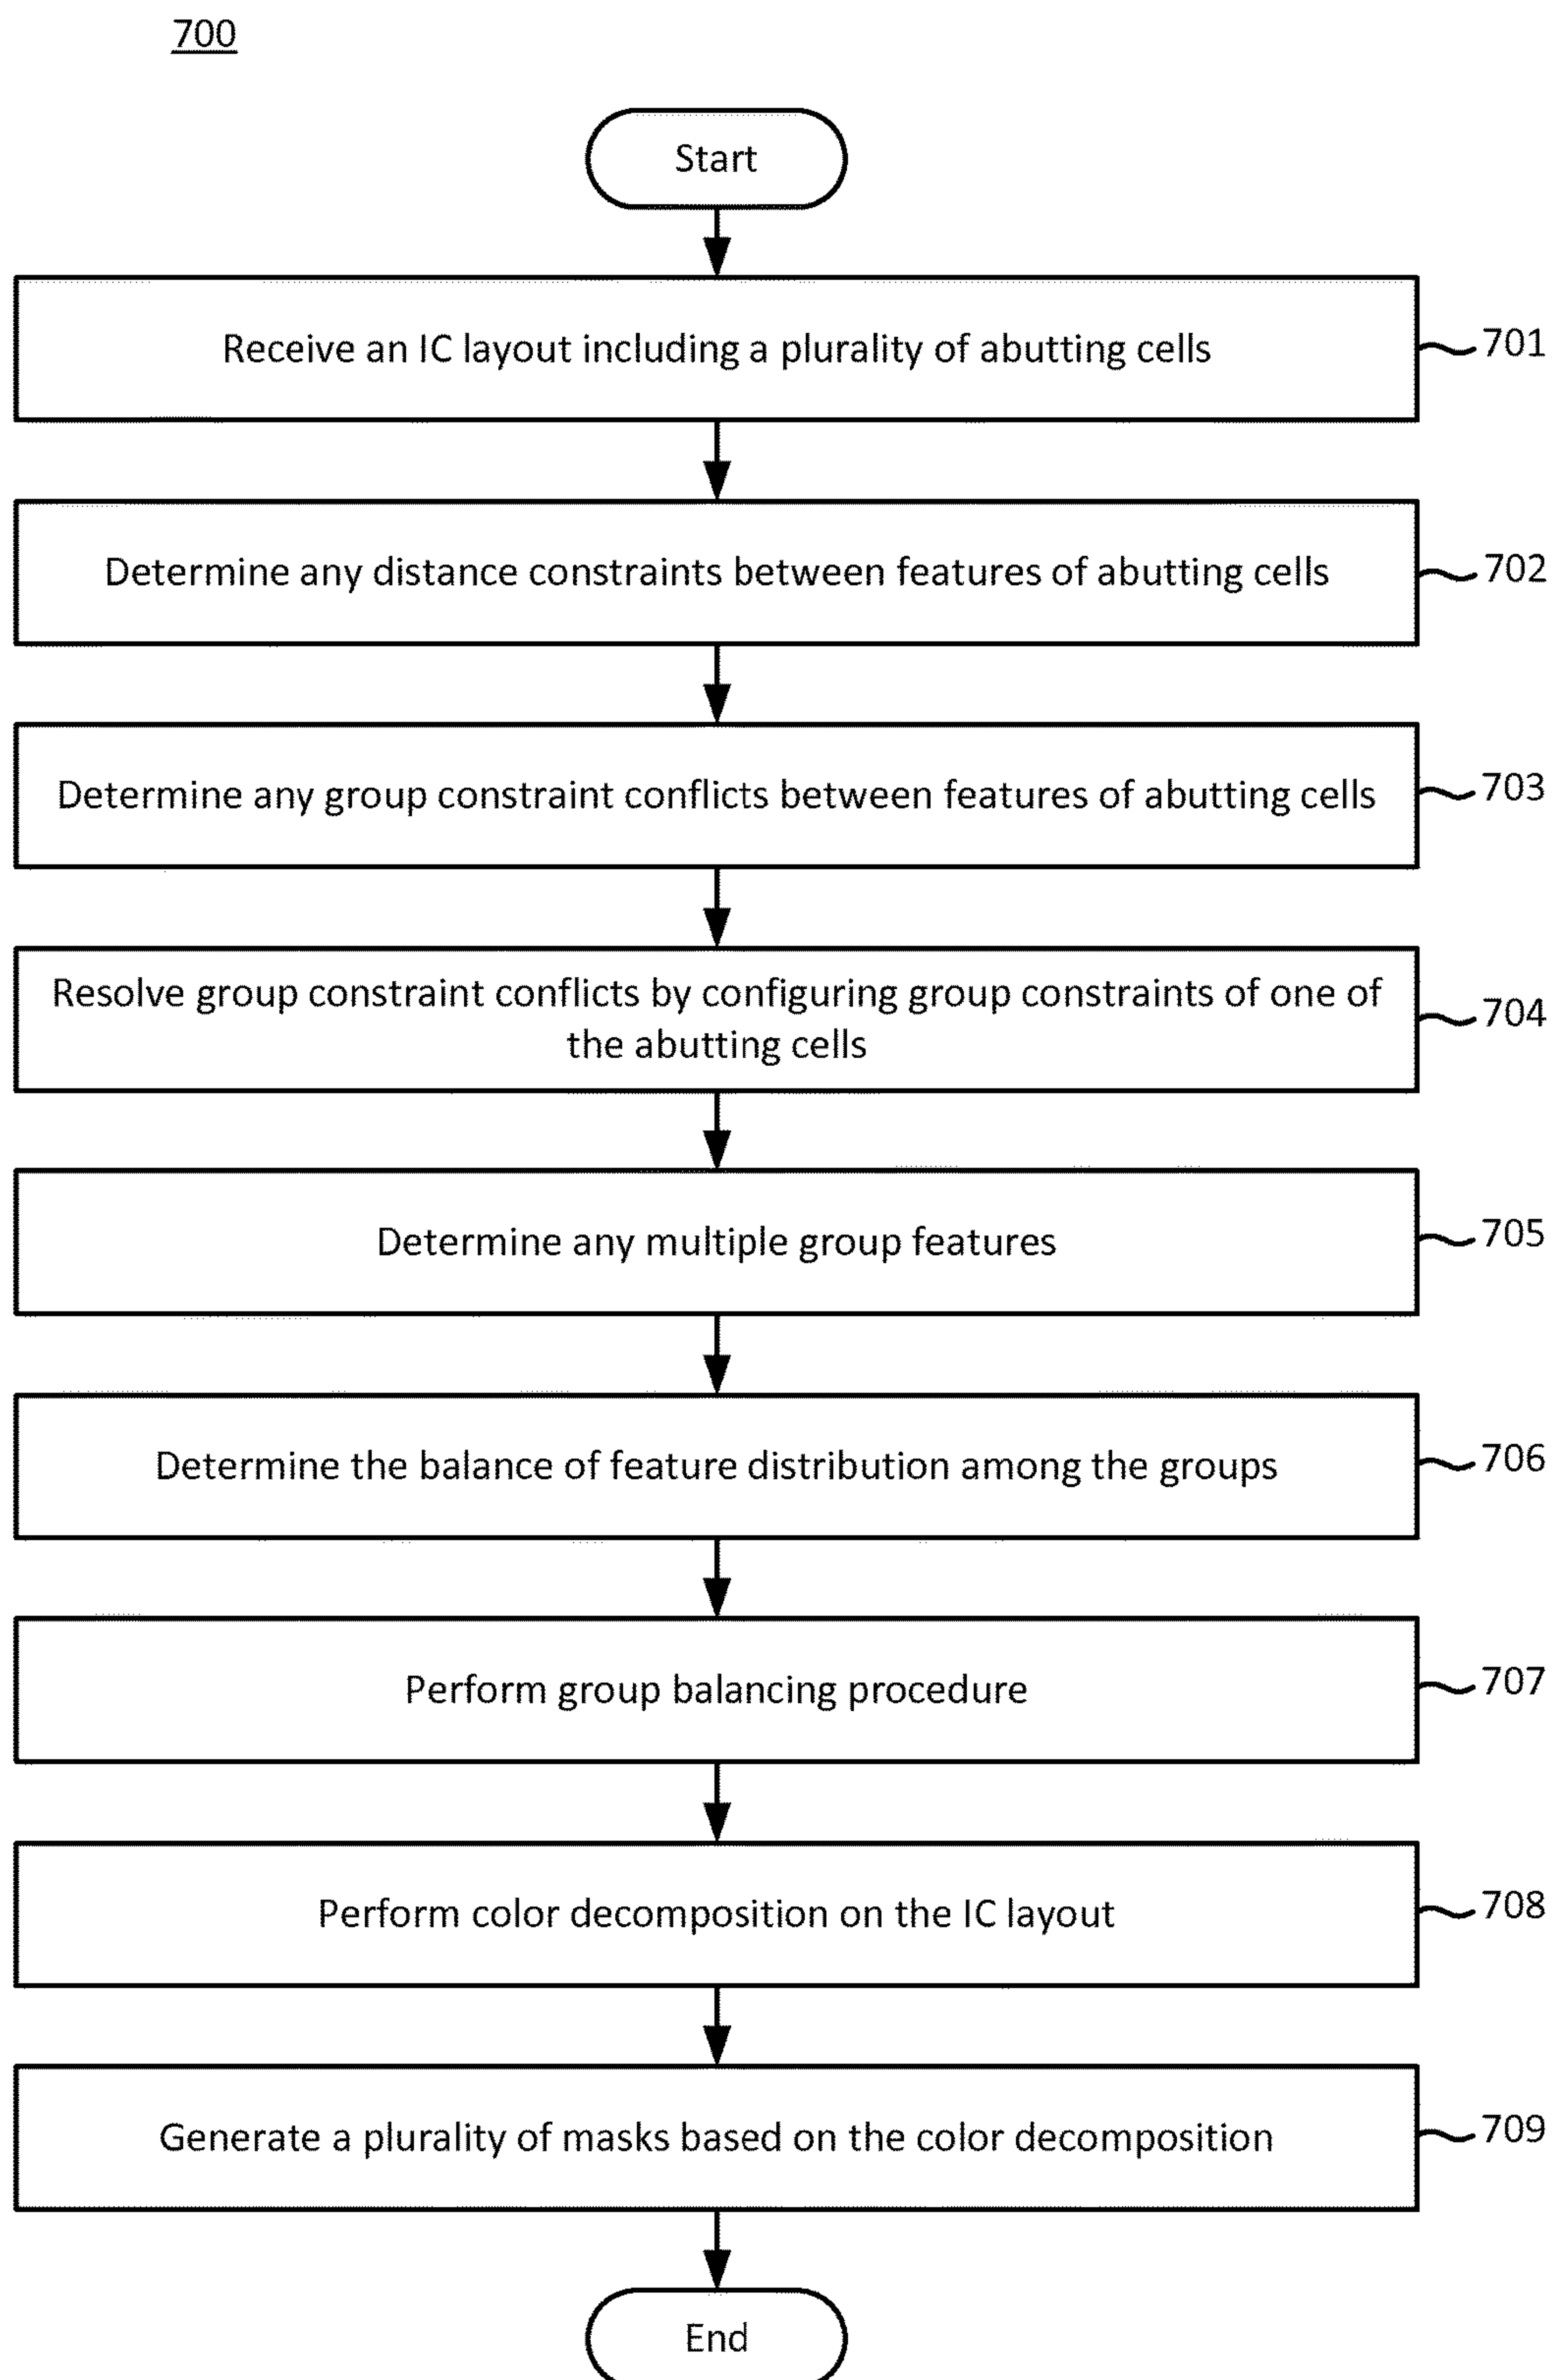 700
Start
Receive an IC layout including a plurality of abutting cells
701
Determine any distance constraints between features of abutting cells
702
Determine any group constraint conflicts between features of abutting cells
703
Resolve group constraint conflicts by configuring group constraints of one of
the abutting cells
704
Determine any multiple group features
705
Determine the balance of feature distribution among the groups
706
Perform group balancing procedure
707
Perform color decomposition on the IC layout
708
Generate a plurality of masks based on the color decomposition
709
End